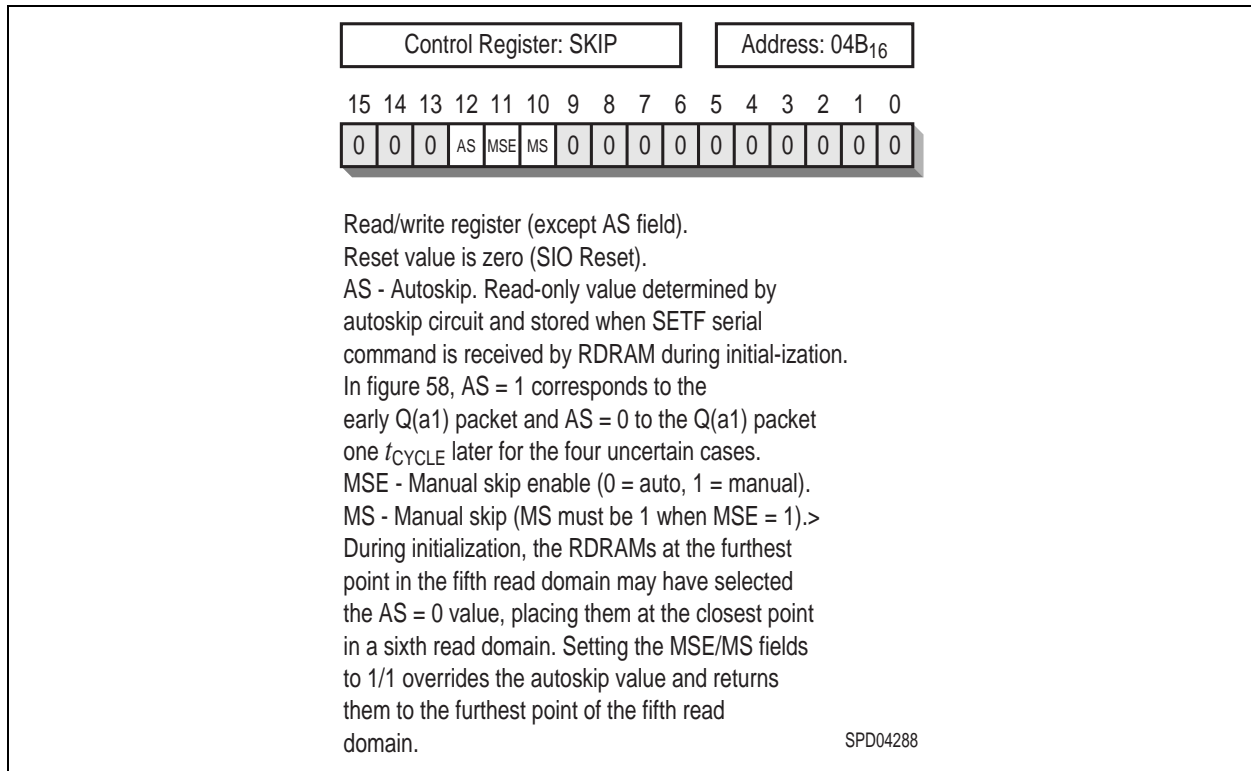 Control Register: SKIP Address: 04B16
15 14 13 12 11 10 9 8 7 6 5 4 3 2 1 0
0 0 0 AS MSE MS 0 0 0 0 0 0 0 0 0 0
Read/write register (except AS field).
Reset value is zero (SIO Reset).
AS - Autoskip. Read-only value determined by
autoskip circuit and stored when SETF serial
command is received by RDRAM during initial-ization.
In figure 58, AS = 1 corresponds to the
early Q(a1) packet and AS = 0 to the Q(a1) packet
one tCYCLE later for the four uncertain cases.
MSE - Manual skip enable (0 = auto, 1 = manual).
MS - Manual skip (MS must be 1 when MSE = 1).>
During initialization, the RDRAMs at the furthest
point in the fifth read domain may have selected
the AS = 0 value, placing them at the closest point
in a sixth read domain. Setting the MSE/MS fields
to 1/1 overrides the autoskip value and returns
them to the furthest point of the fifth read
domain.
SPD04288